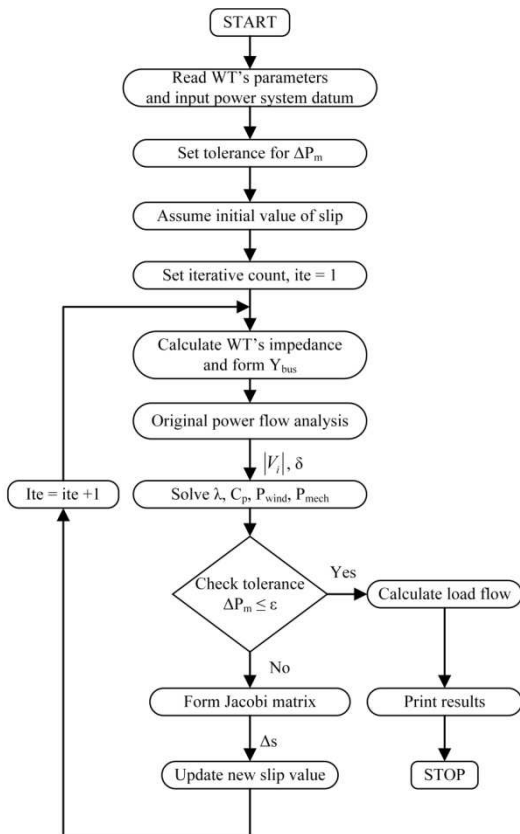 START
Read WT's parameters
and input power system datum
Set tolerance for ΔPm
Assume initial value of slip
Set iterative count, ite = 1
Calculate WT's impedance
and form Ybus
Original power flow analysis
|Vi|, δ
Ite = ite +1
Solve λ, Cp, Pwind, Pmech
Check tolerance
ΔPm ≤ ε
Yes
Calculate load flow
No
Form Jacobi matrix
Print results
Δs
Update new slip value
STOP